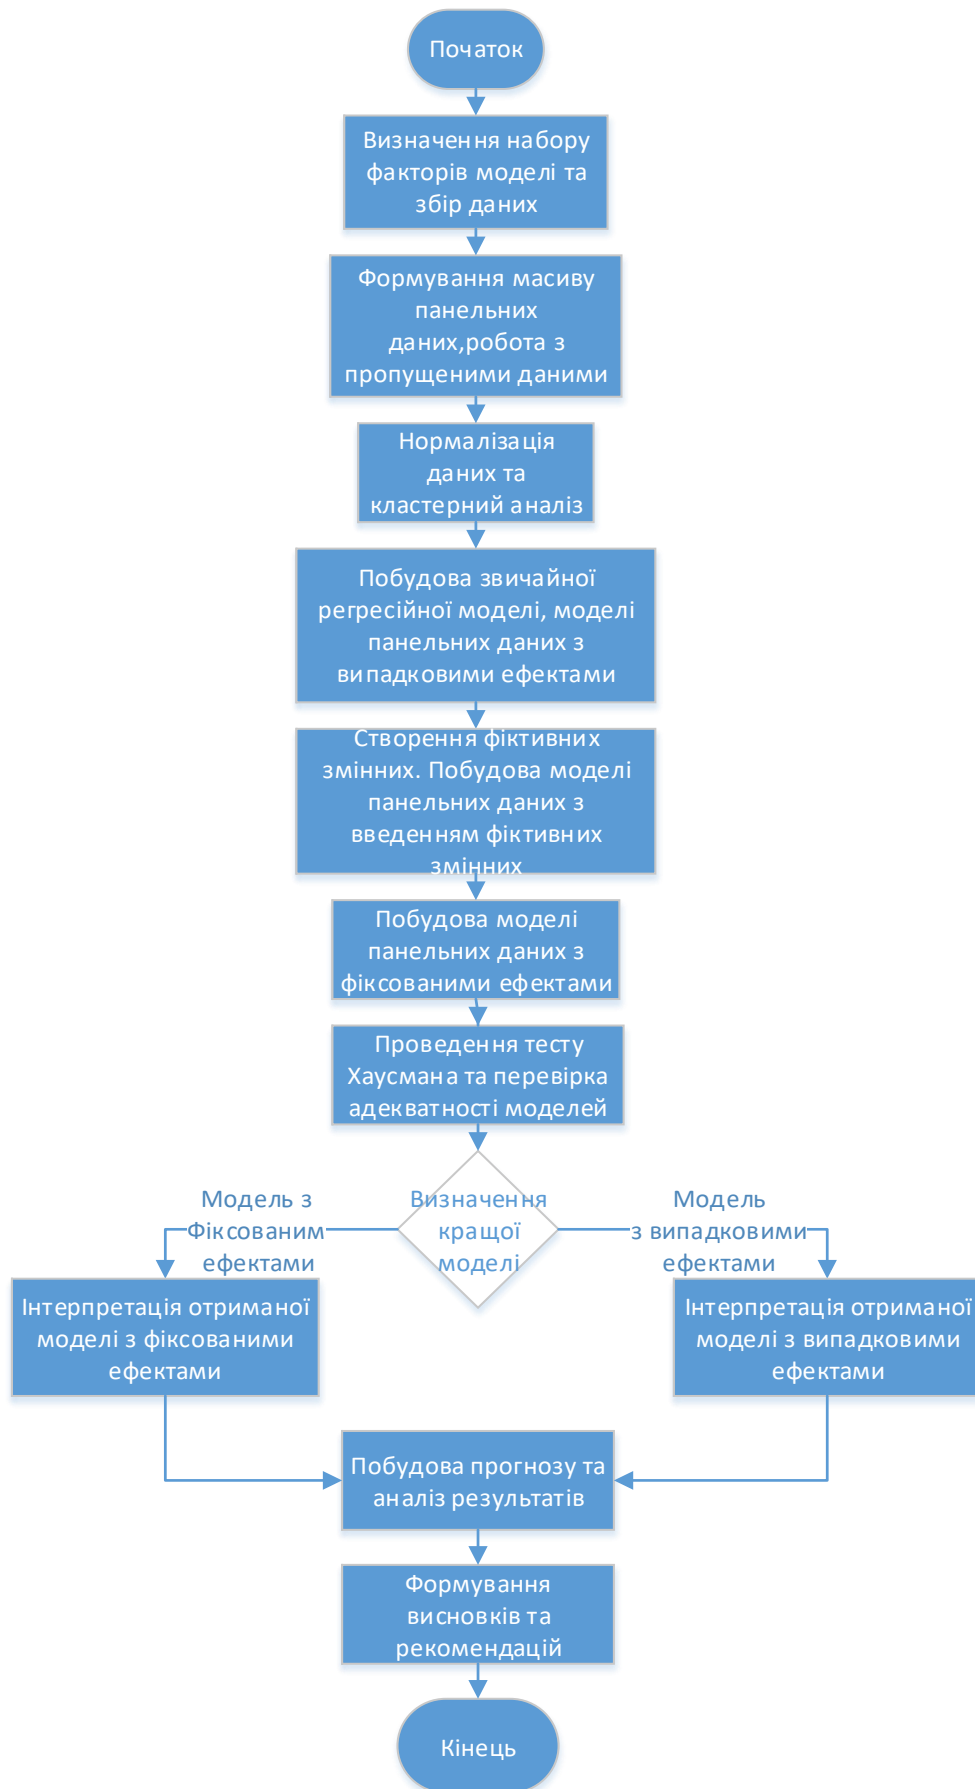 Початок
Визначення набору
факторів моделі та
збір даних
Формування масиву
панельних
даних,робота з
пропущеними даними
Нормалізація
даних та
кластерний аналіз
Побудова звичайної
регресійної моделі, моделі
панельних даних з
випадковими ефектами
Створення фіктивних
змінних. Побудова моделі
панельних даних з
введенням фіктивних
змінних
Побудова моделі
панельних даних з
фіксованими ефектами
Проведення тесту
Хаусмана та перевірка
адекватності моделей
Визначення
кращої
моделі
Модель з
Фіксованим
ефектами
Модель
з випадковими
ефектами
Інтерпретація отриманої
моделі з фіксованими
ефектами
Інтерпретація отриманої
моделі з випадковими
ефектами
Побудова прогнозу та
аналіз результатів
Формування
висновків та
рекомендацій
Кінець